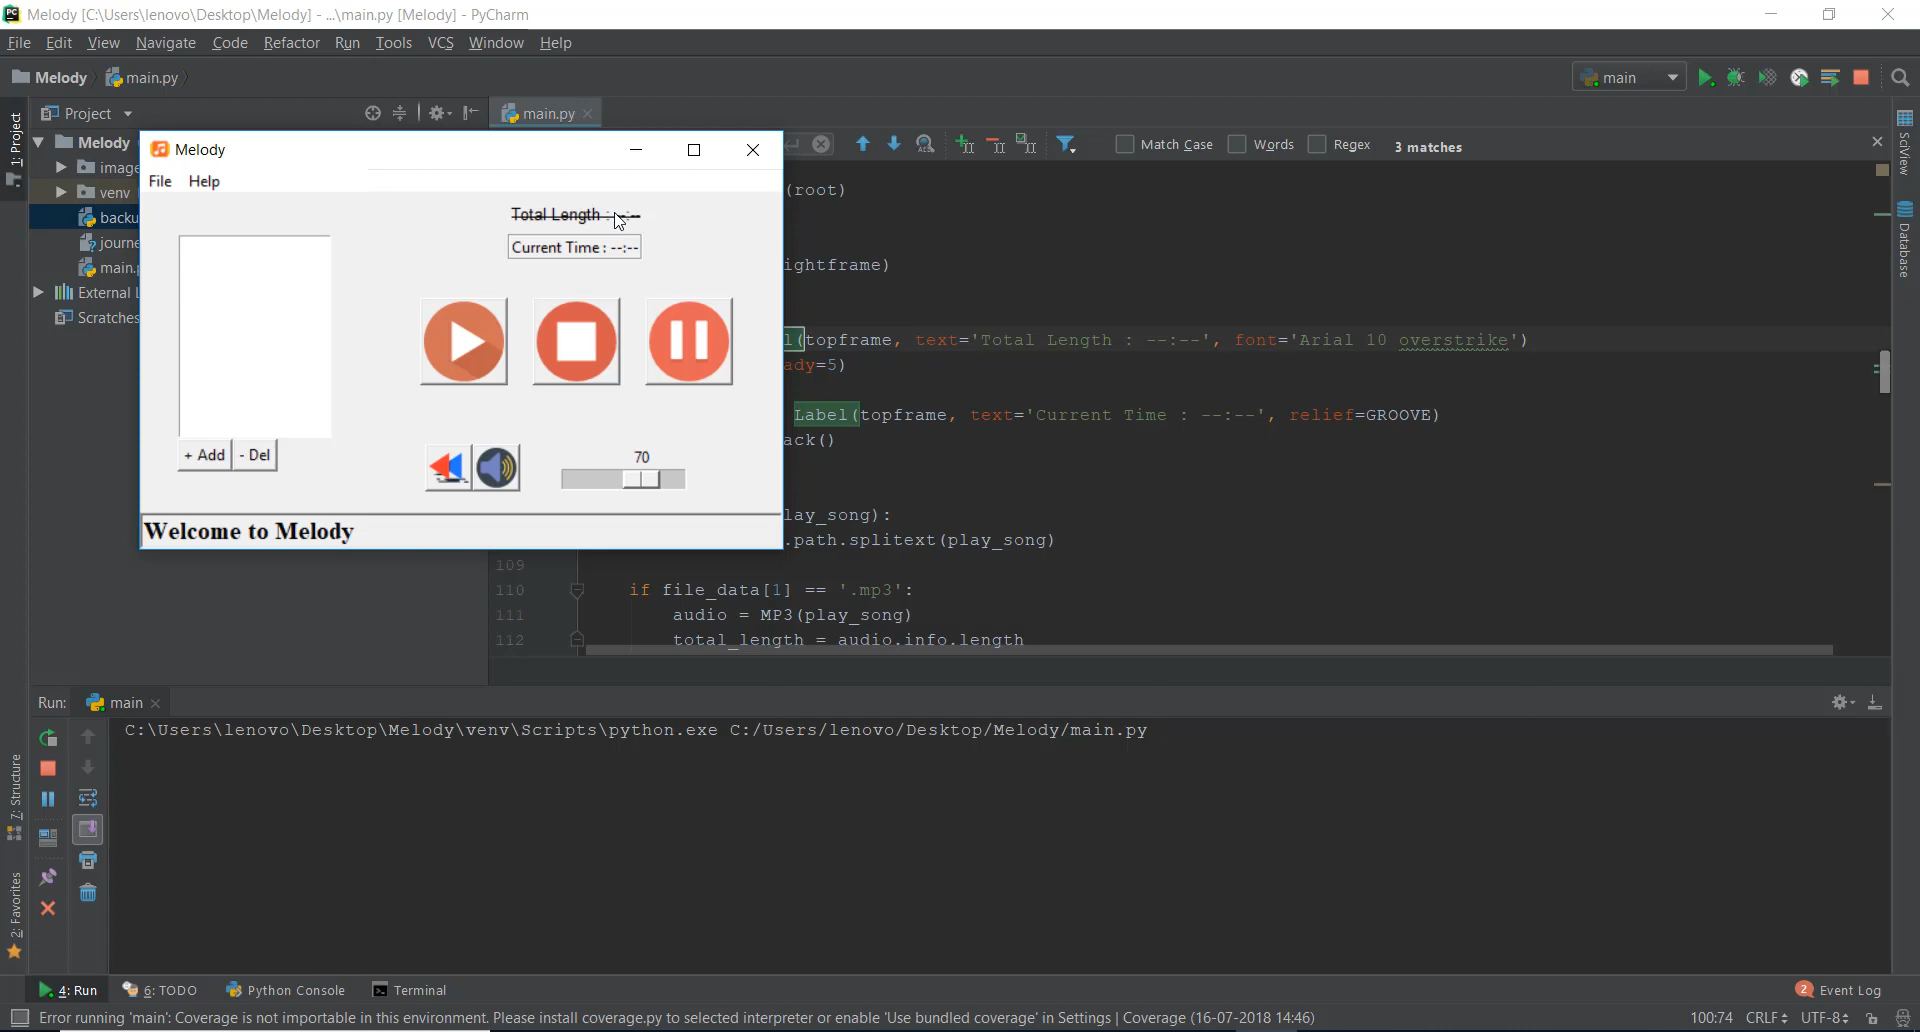 Melody [C:\Users\lenovo\Desktop\Melody] - ...\main.py [Melody] - PyCharm
File Edit View Navigate Code Refactor Run Tools VCS Window Help
Melody main.py
main
1: Project
Project
main.py
Melody
Match Case Words Regex 3 matches
SciView
Database
Melody
File Help
Total Length : --:--
Current Time : --:--
+ Add - Del
70
Welcome to Melody
image
venv
backu
journe
main.
External L
Scratches
(root)
ightframe)
l(topframe, text='Total Length : --:--', font='Arial 10 overstrike')
ady=5)
Label(topframe, text='Current Time : --:--', relief=GROOVE)
ack()
lay_song):
.path.splitext(play_song)
109
110 if file_data[1] == '.mp3':
111 audio = MP3(play_song)
112 total_length = audio.info.length
Run: main
C:\Users\lenovo\Desktop\Melody\venv\Scripts\python.exe C:/Users/lenovo/Desktop/Melody/main.py
7: Structure
2: Favorites
4: Run 6: TODO Python Console Terminal
2 Event Log
Error running 'main': Coverage is not importable in this environment. Please install coverage.py to selected interpreter or enable 'Use bundled coverage' in Settings | Coverage (16-07-2018 14:46)
100:74 CRLF UTF-8